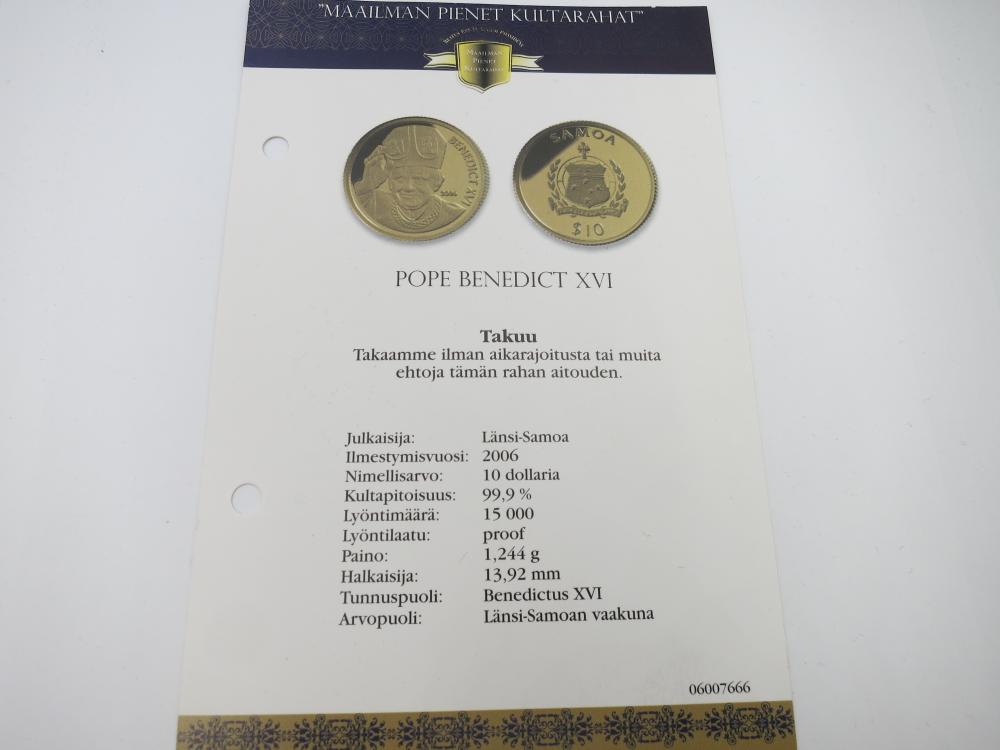 "MAAILMAN PIENET KULTARAHAT"
MAAILMAN
PIENET
KULTARAHAT
BENEDICT XVI
2006
SAMOA
$10
POPE BENEDICT XVI
Takuu
Takaamme ilman aikarajoitusta tai muita
ehtoja tämän rahan aitouden.
Julkaisija: Länsi-Samoa
Ilmestymisvuosi: 2006
Nimellisarvo: 10 dollaria
Kultapitoisuus: 99,9 %
Lyöntimäärä: 15 000
Lyöntilaatu: proof
Paino: 1,244 g
Halkaisija: 13,92 mm
Tunnuspuoli: Benedictus XVI
Arvopuoli: Länsi-Samoan vaakuna
06007666